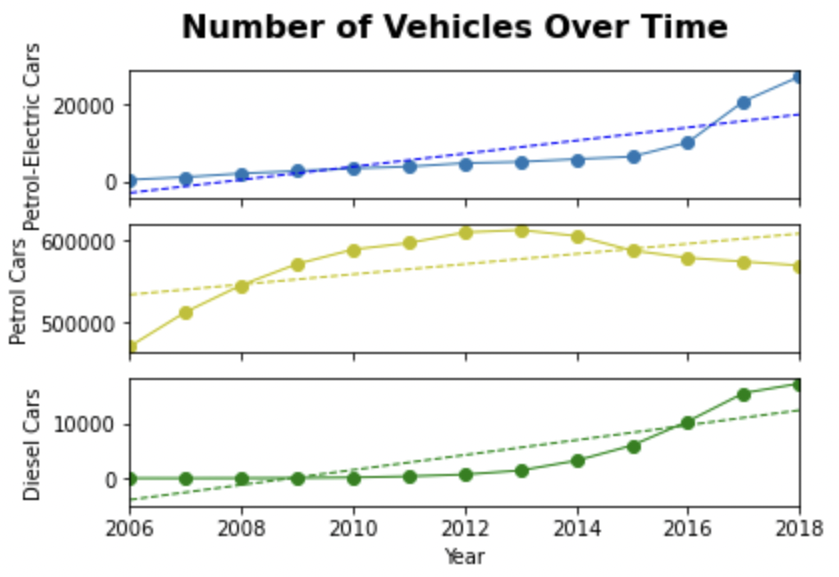 Number of Vehicles Over Time
Petrol-Electric Cars
20000
0
Petrol Cars
600000
500000
Diesel Cars
10000
0
2006 2008 2010 2012 2014 2016 2018
Year